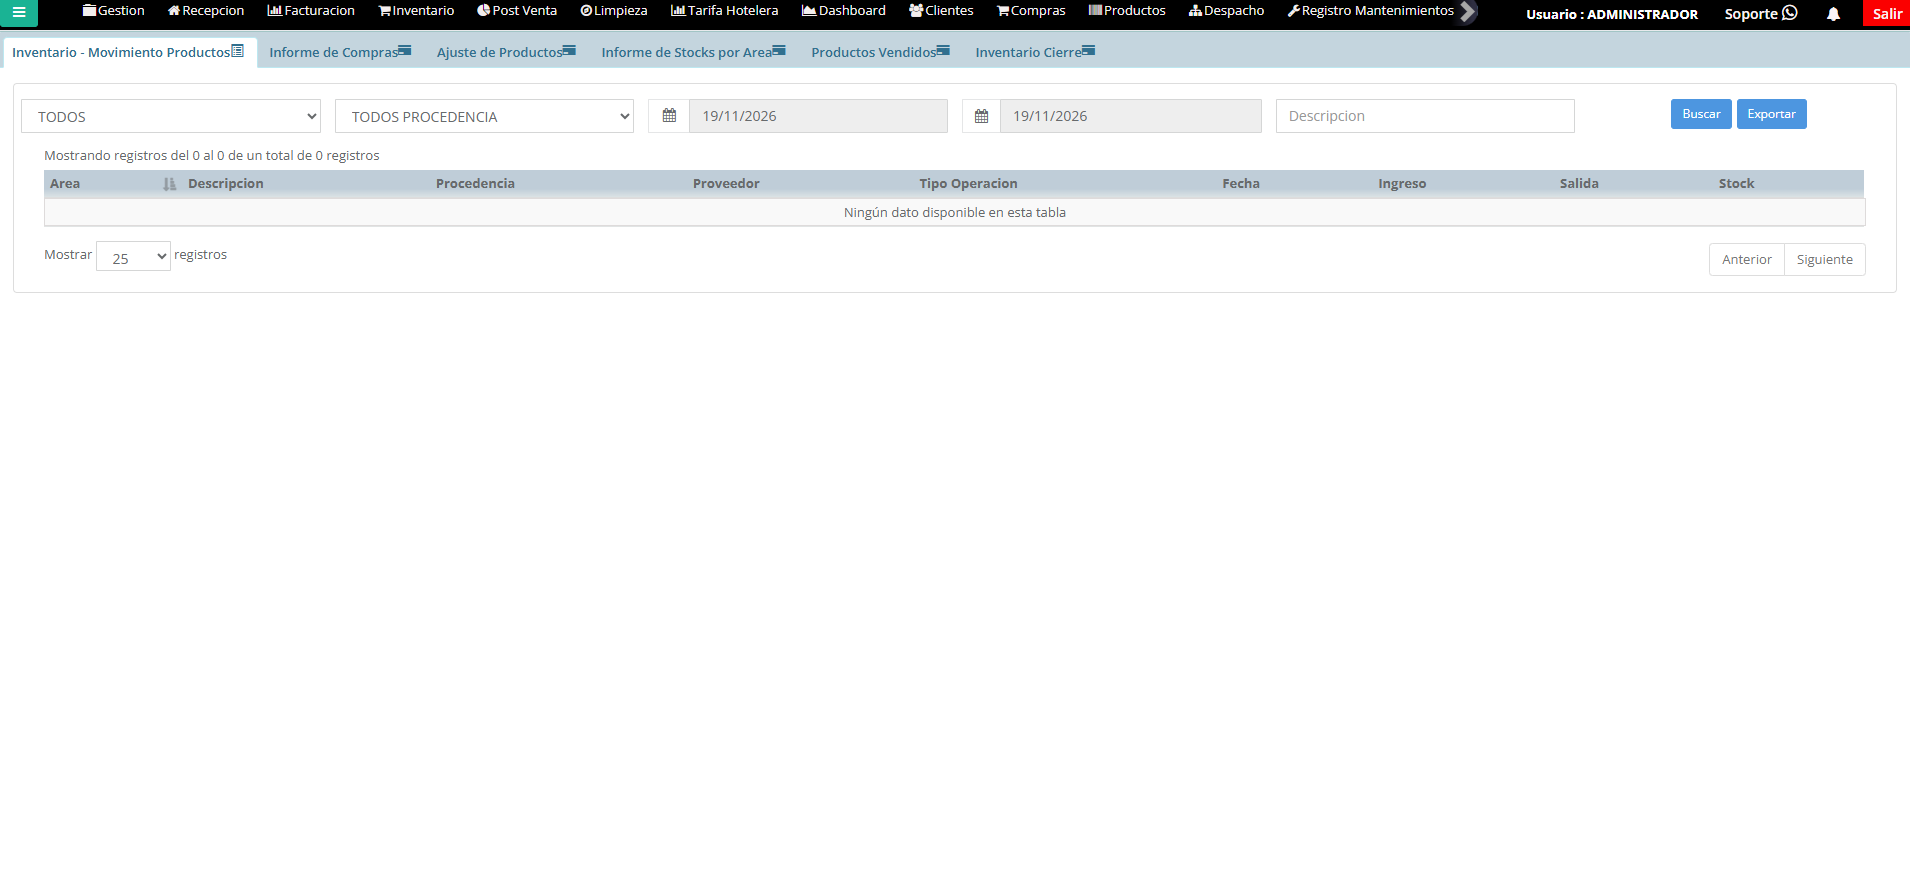 Gestion Recepcion Facturacion Inventario Post Venta Limpieza Tarifa Hotelera Dashboard Clientes Compras Productos Despacho Registro Mantenimientos Usuario : ADMINISTRADOR Soporte Salir
Inventario - Movimiento Productos Informe de Compras Ajuste de Productos Informe de Stocks por Area Productos Vendidos Inventario Cierre
TODOS TODOS PROCEDENCIA 19/11/2026 19/11/2026 Descripcion Buscar Exportar
Mostrando registros del 0 al 0 de un total de 0 registros
Area Descripcion Procedencia Proveedor Tipo Operacion Fecha Ingreso Salida Stock
Ningún dato disponible en esta tabla
Mostrar 25 registros Anterior Siguiente